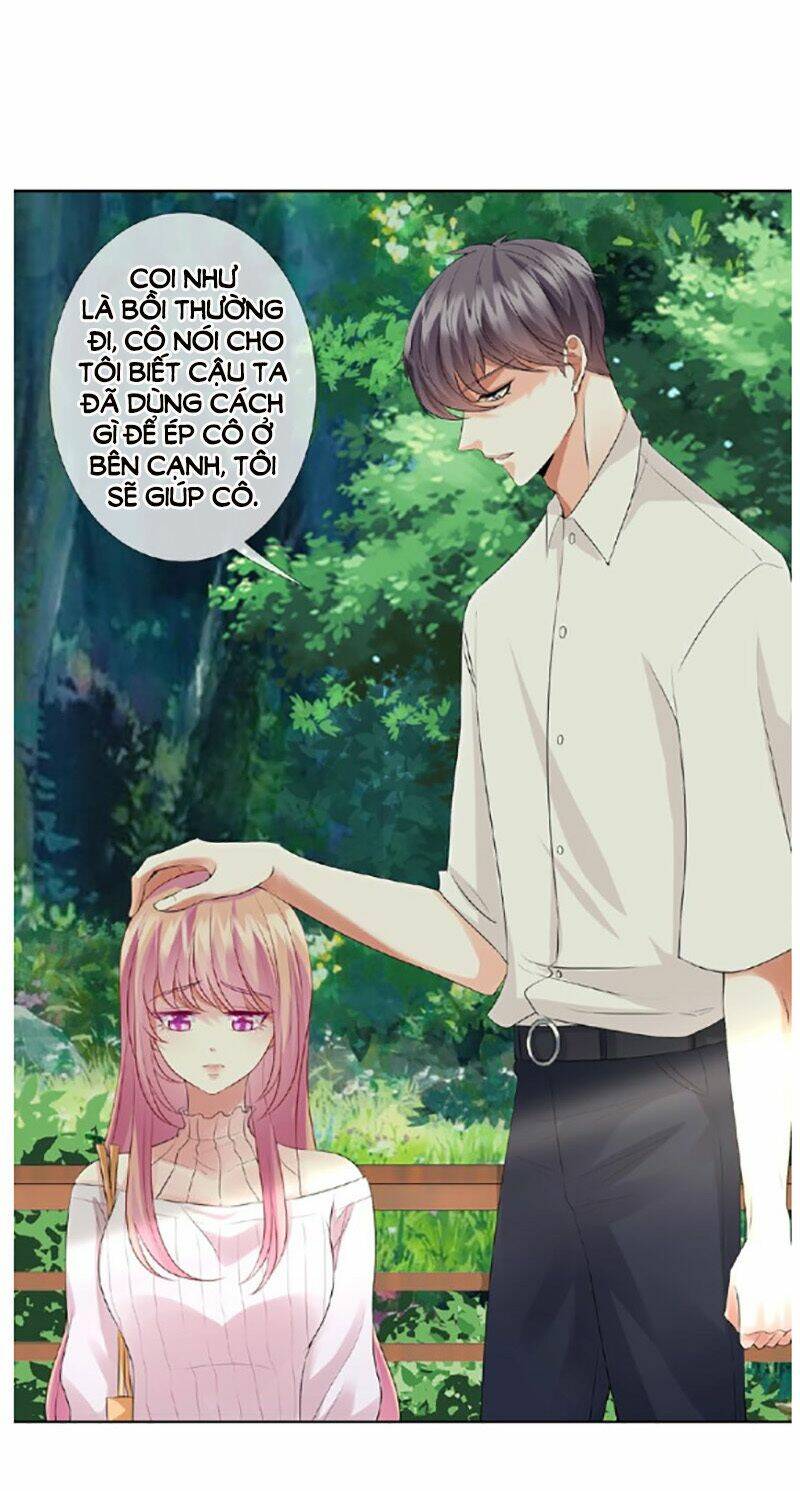 COI NHƯ
LÀ BỒI THƯỜNG
ĐI, CÔ NÓI CHO
TÔI BIẾT CẬU TA
ĐÃ DÙNG CÁCH
GÌ ĐỂ ÉP CÔ Ở
BÊN CẠNH, TÔI
SẼ GIÚP CÔ.